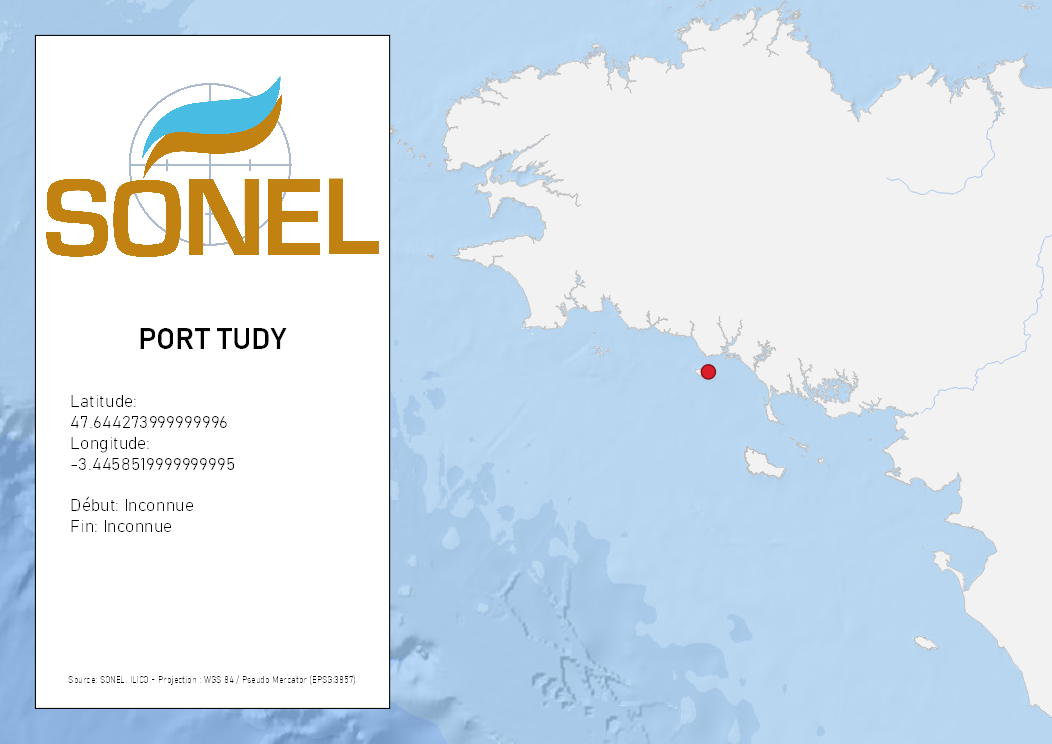 SONEL
PORT TUDY
Latitude:
47.644273999999996
Longitude:
-3.4458519999999995
Début: Inconnue
Fin: Inconnue
Source: SONEL, ILICO - Projection : WGS 84 / Pseudo Mercator (EPSG:3857)